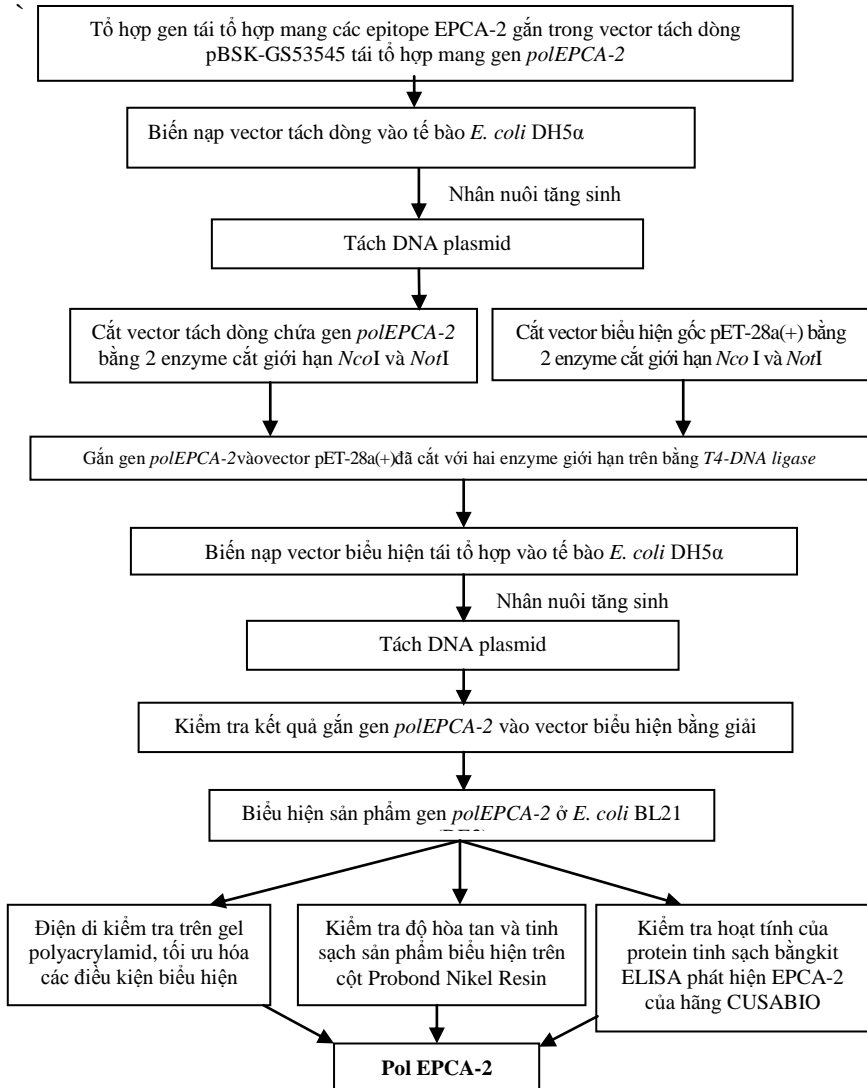 `
Tổ hợp gen tái tổ hợp mang các epitope EPCA-2 gắn trong vector tách dòng
pBSK-GS53545 tái tổ hợp mang gen polEPCA-2
Biến nạp vector tách dòng vào tế bào E. coli DH5α
Nhân nuôi tăng sinh
Tách DNA plasmid
Cắt vector tách dòng chứa gen polEPCA-2
bằng 2 enzyme cắt giới hạn NcoI và NotI
Cắt vector biểu hiện gốc pET-28a(+) bằng
2 enzyme cắt giới hạn Nco I và NotI
Gắn gen polEPCA-2vàovector pET-28a(+)đã cắt với hai enzyme giới hạn trên bằng T4-DNA ligase
Biến nạp vector biểu hiện tái tổ hợp vào tế bào E. coli DH5α
Nhân nuôi tăng sinh
Tách DNA plasmid
Kiểm tra kết quả gắn gen polEPCA-2 vào vector biểu hiện bằng giải
Biểu hiện sản phẩm gen polEPCA-2 ở E. coli BL21
Điện di kiểm tra trên gel
polyacrylamid, tối ưu hóa
các điều kiện biểu hiện
Kiểm tra độ hòa tan và tinh
sạch sản phẩm biểu hiện trên
cột Probond Nikel Resin
Kiểm tra hoạt tính của
protein tinh sạch bằngkit
ELISA phát hiện EPCA-2
của hãng CUSABIO
Pol EPCA-2